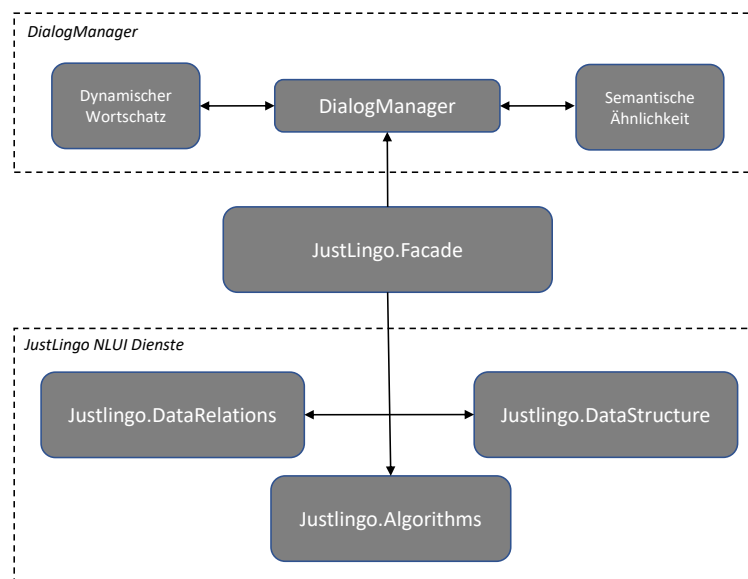 DialogManager
Dynamischer
Wortschatz
DialogManager
Semantische
Ähnlichkeit
JustLingo.Facade
JustLingo NLUI Dienste
Justlingo.DataRelations
Justlingo.DataStructure
Justlingo.Algorithms